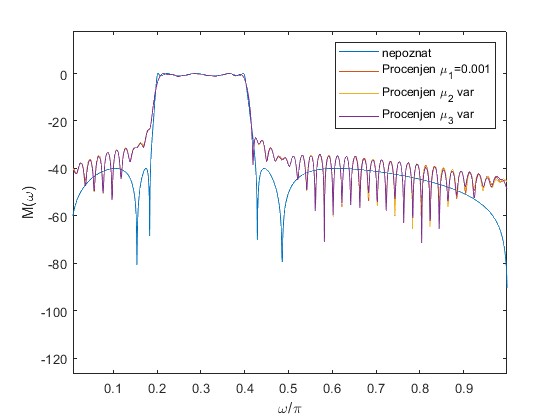 nepoznat
Procenjen μ₁=0.001
Procenjen μ₂ var
Procenjen μ₃ var
0
-20
-40
-60
-80
-100
-120
M(ω)
0.1 0.2 0.3 0.4 0.5 0.6 0.7 0.8 0.9
ω/π